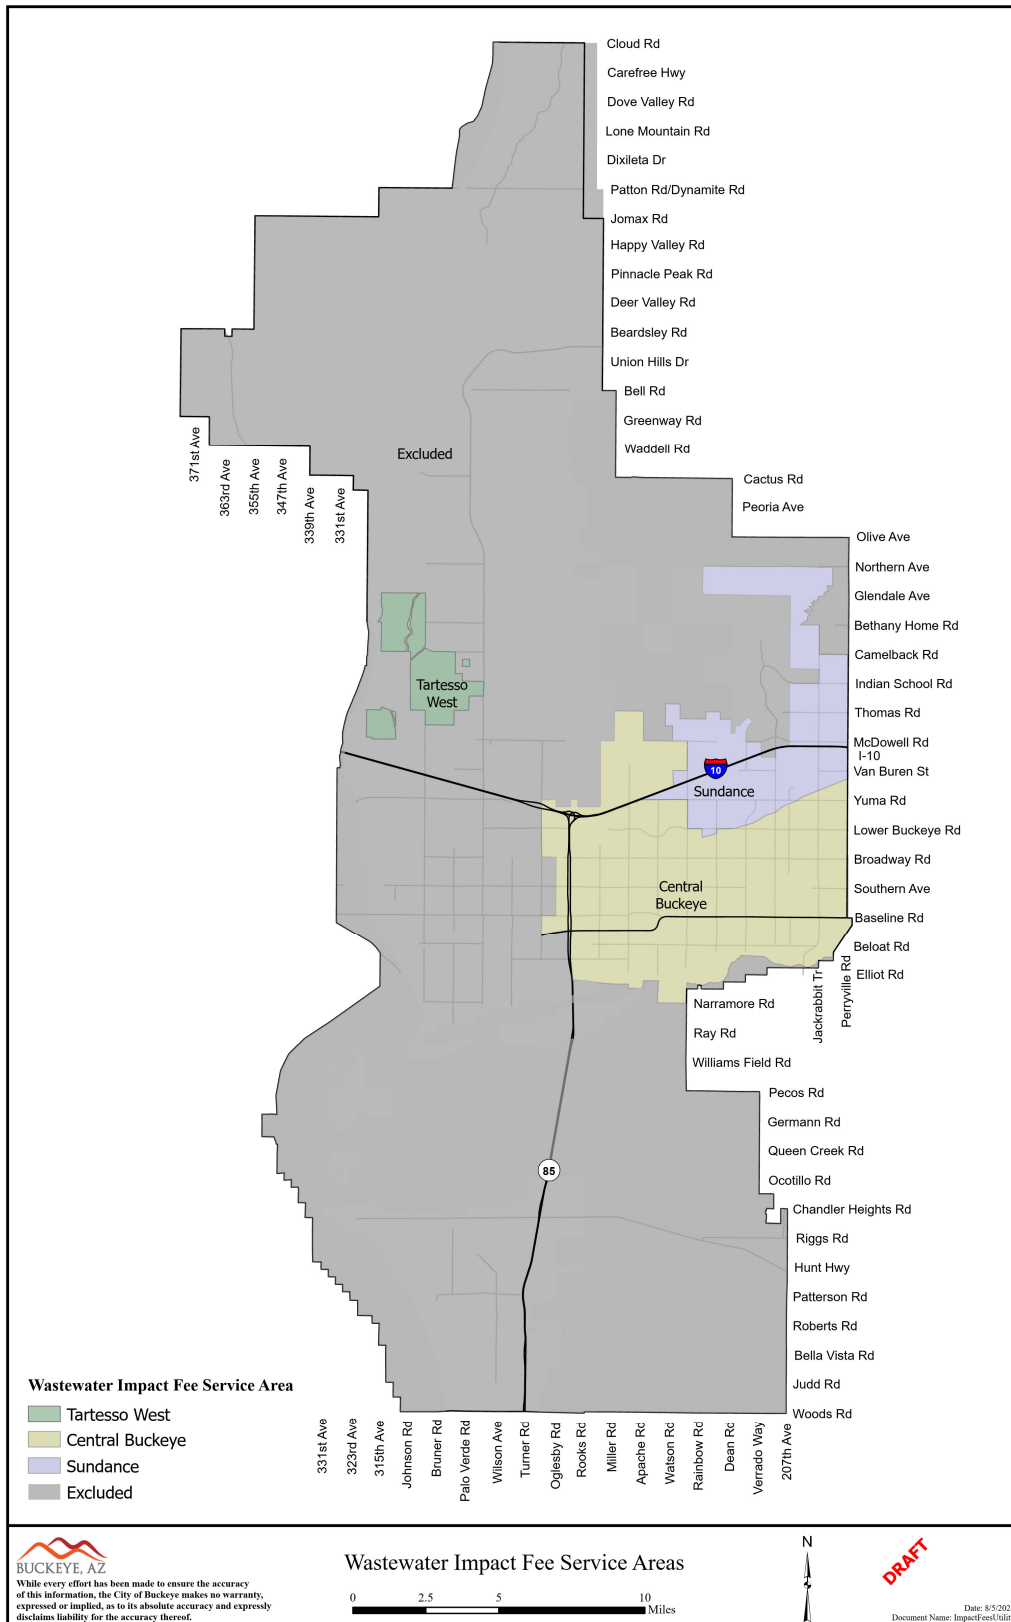 Cloud Rd
Carefree Hwy
Dove Valley Rd
Lone Mountain Rd
Dixileta Dr
Patton Rd/Dynamite Rd
Jomax Rd
Happy Valley Rd
Pinnacle Peak Rd
Deer Valley Rd
Beardsley Rd
Union Hills Dr
Bell Rd
Greenway Rd
Waddell Rd
Cactus Rd
Peoria Ave
Olive Ave
Northern Ave
Glendale Ave
Bethany Home Rd
Camelback Rd
Indian School Rd
Thomas Rd
McDowell Rd
I-10
Van Buren St
Yuma Rd
Lower Buckeye Rd
Broadway Rd
Southern Ave
Baseline Rd
Beloat Rd
Elliot Rd
Jackrabbit Tr
Perryville Rd
Narramore Rd
Ray Rd
Williams Field Rd
Pecos Rd
Germann Rd
Queen Creek Rd
Ocotillo Rd
Chandler Heights Rd
Riggs Rd
Hunt Hwy
Patterson Rd
Roberts Rd
Bella Vista Rd
Judd Rd
Woods Rd
371st Ave
363rd Ave
355th Ave
347th Ave
339th Ave
331st Ave
Excluded
Tartesso
West
10
Sundance
Central
Buckeye
85
331st Ave
323rd Ave
315th Ave
Johnson Rd
Bruner Rd
Palo Verde Rd
Wilson Ave
Turner Rd
Oglesby Rd
Rooks Rd
Miller Rd
Apache Rd
Watson Rd
Rainbow Rd
Dean Rd
Verrado Way
207th Ave
Wastewater Impact Fee Service Area
Tartesso West
Central Buckeye
Sundance
Excluded
BUCKEYE, AZ
While every effort has been made to ensure the accuracy
of this information, the City of Buckeye makes no warranty,
expressed or implied, as to its absolute accuracy and expressly
disclaims liability for the accuracy thereof.
Wastewater Impact Fee Service Areas
0 2.5 5 10
Miles
N
DRAFT
Date: 8/5/202
Document Name: ImpactFeesUtilit